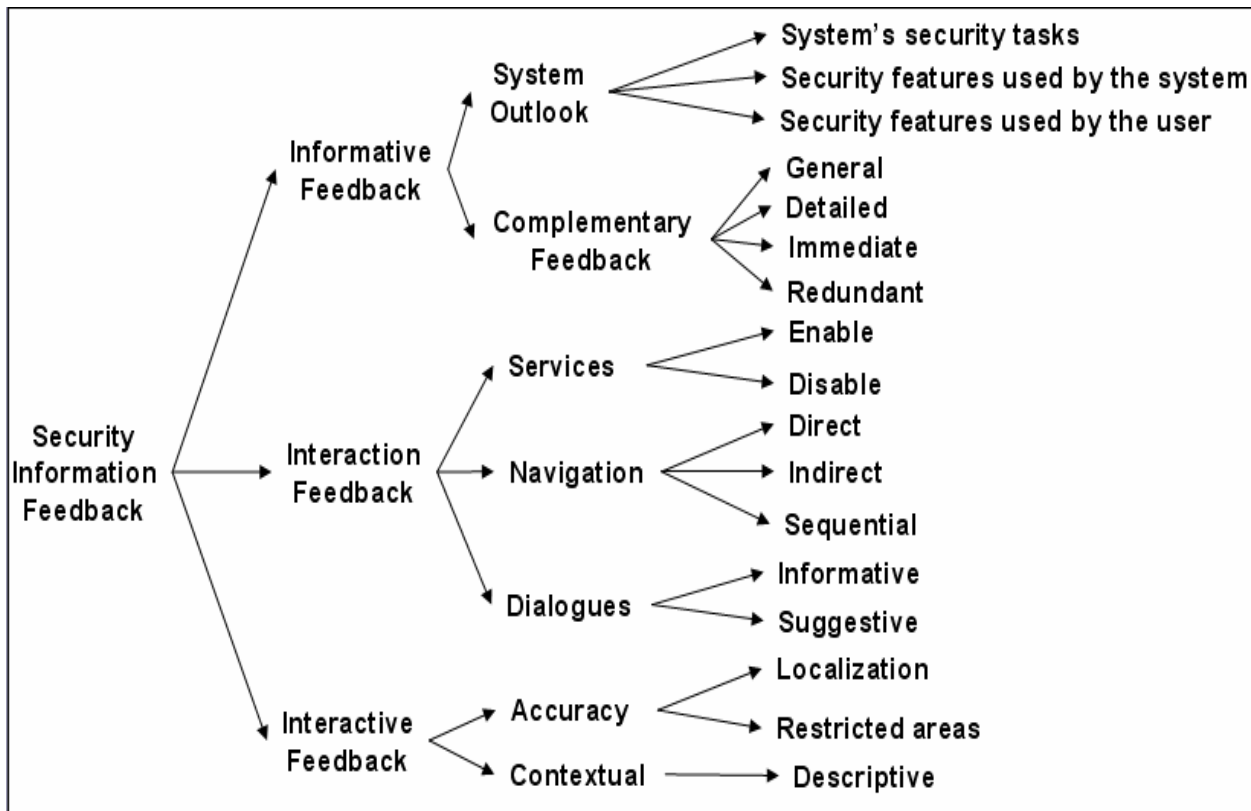 System's security tasks
System
Outlook
Security features used by the system
Security features used by the user
Informative
Feedback
General
Detailed
Complementary
Feedback
Immediate
Redundant
Enable
Services
Disable
Direct
Security
Information
Feedback
Interaction
Feedback
Navigation
Indirect
Sequential
Informative
Dialogues
Suggestive
Localization
Interactive
Feedback
Accuracy
Restricted areas
Contextual
Descriptive